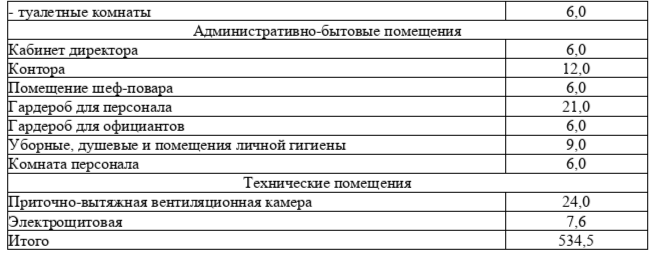 - туалетные комнаты 6,0
Административно-бытовые помещения
Кабинет директора 6,0
Контора 12,0
Помещение шеф-повара 6,0
Гардероб для персонала 21,0
Гардероб для официантов 6,0
Уборные, душевые и помещения личной гигиены 9,0
Комната персонала 6,0
Технические помещения
Приточно-вытяжная вентиляционная камера 24,0
Электрощитовая 7,6
Итого 534,5